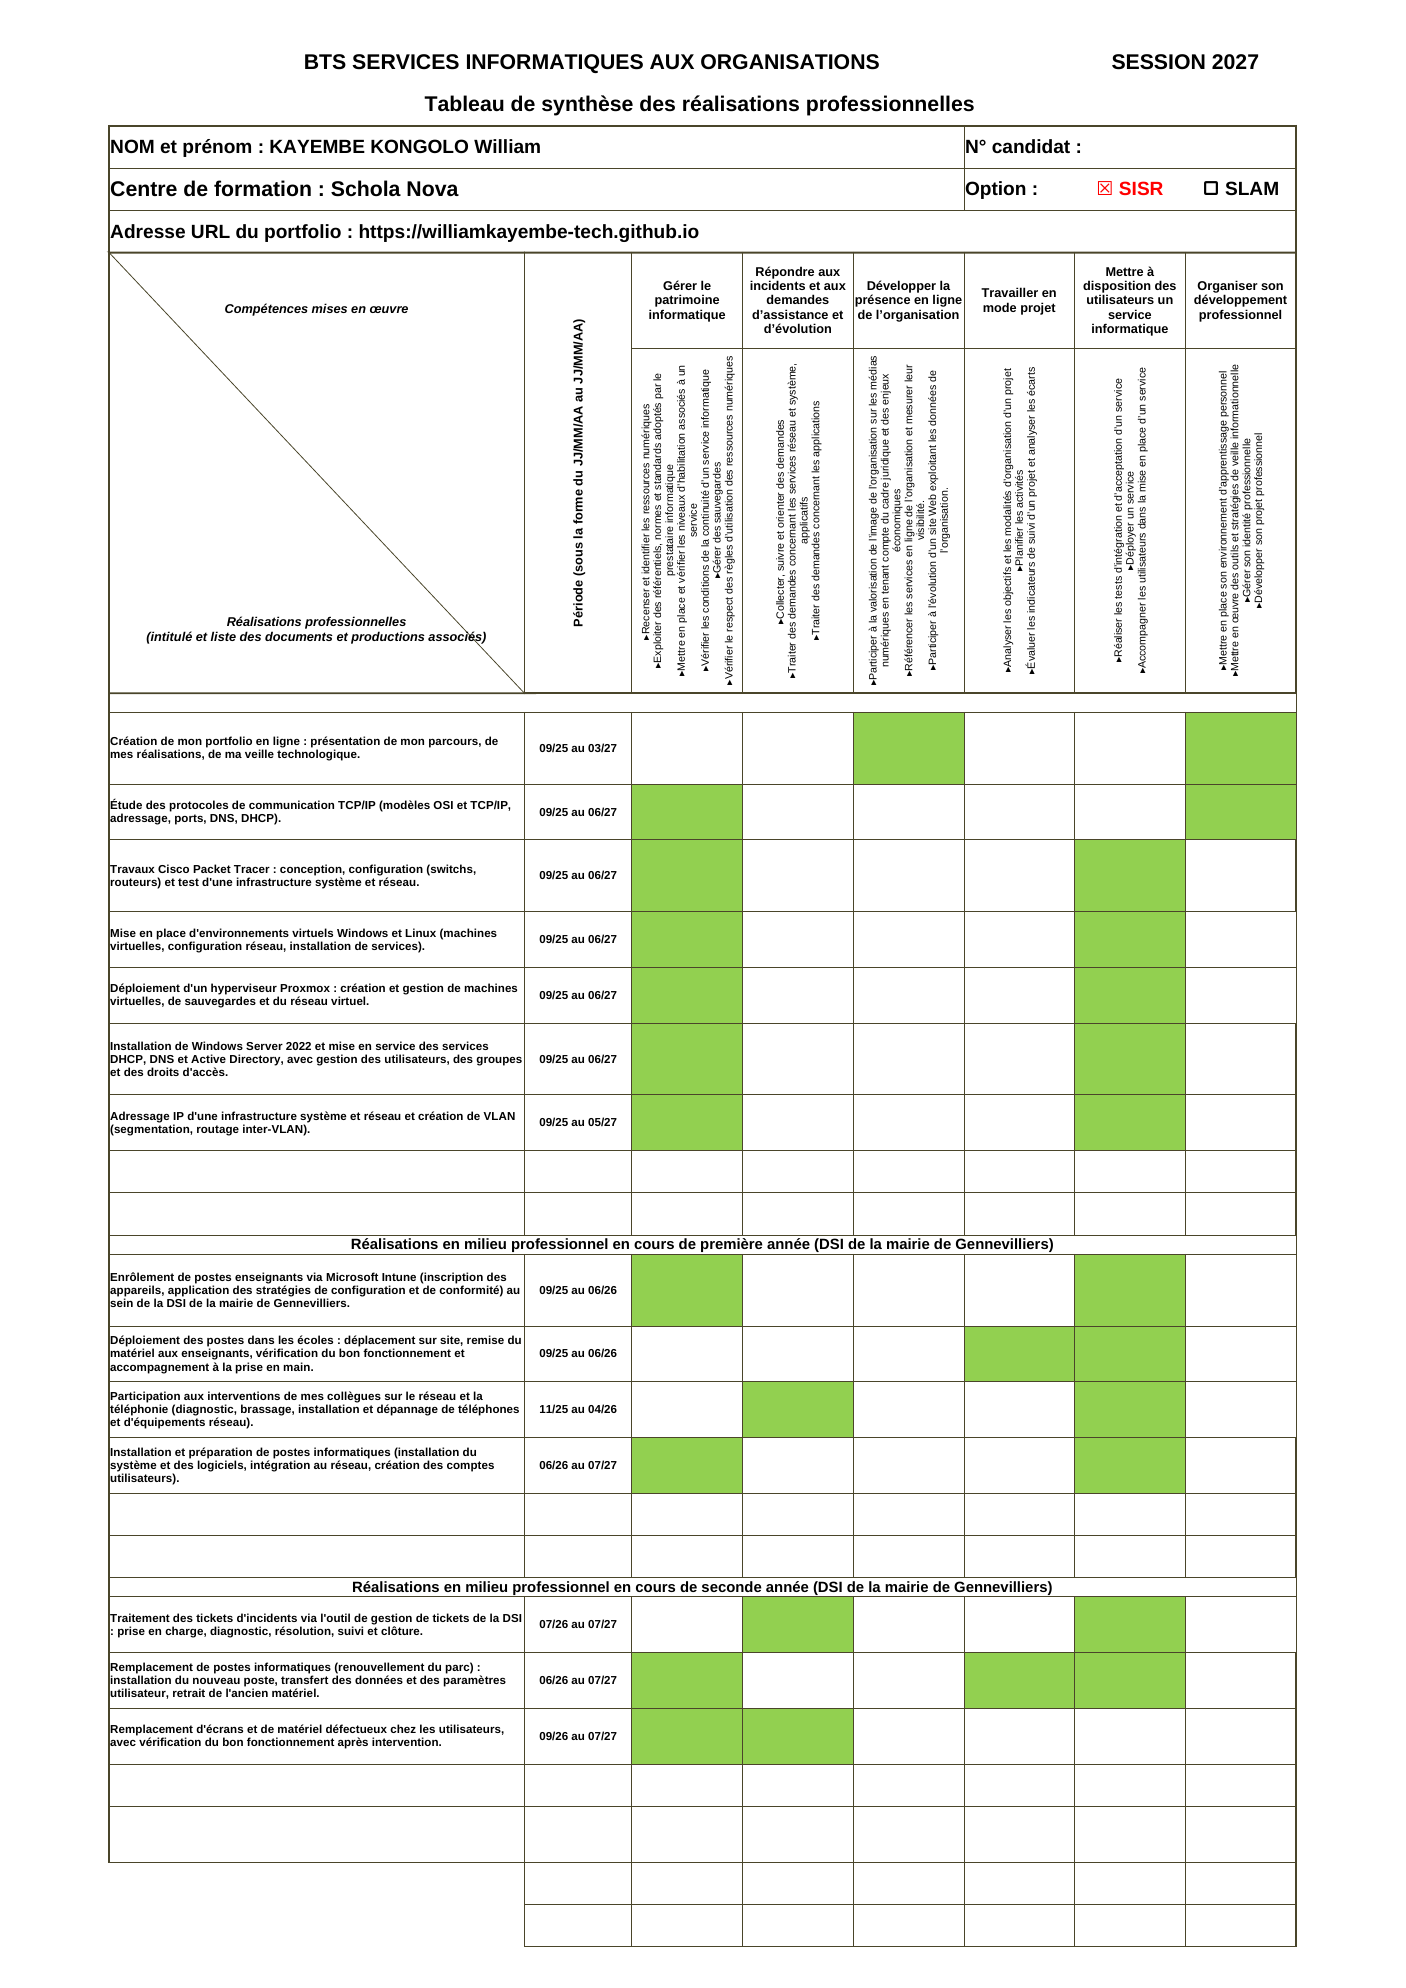 BTS SERVICES INFORMATIQUES AUX ORGANISATIONS SESSION 2027
Tableau de synthèse des réalisations professionnelles
NOM et prénom : KAYEMBE KONGOLO William
N° candidat :
Centre de formation : Schola Nova
Option : ☒ SISR ☐ SLAM
Adresse URL du portfolio : https://williamkayembe-tech.github.io
Compétences mises en œuvre
Réalisations professionnelles
(intitulé et liste des documents et productions associés)
Période (sous la forme du JJ/MM/AA au JJ/MM/AA)
Gérer le
patrimoine
informatique
Répondre aux
incidents et aux
demandes
d’assistance et
d’évolution
Développer la
présence en ligne
de l’organisation
Travailler en
mode projet
Mettre à
disposition des
utilisateurs un
service
informatique
Organiser son
développement
professionnel
▸Recenser et identifier les ressources numériques
▸Exploiter des référentiels, normes et standards adoptés par le
prestataire informatique
▸Mettre en place et vérifier les niveaux d’habilitation associés à un
service
▸Vérifier les conditions de la continuité d’un service informatique
▸Gérer des sauvegardes
▸Vérifier le respect des règles d’utilisation des ressources numériques
▸Collecter, suivre et orienter des demandes
▸Traiter des demandes concernant les services réseau et système,
applicatifs
▸Traiter des demandes concernant les applications
▸Participer à la valorisation de l’image de l’organisation sur les médias
numériques en tenant compte du cadre juridique et des enjeux
économiques
▸Référencer les services en ligne de l’organisation et mesurer leur
visibilité.
▸Participer à l’évolution d’un site Web exploitant les données de
l’organisation.
▸Analyser les objectifs et les modalités d’organisation d’un projet
▸Planifier les activités
▸Évaluer les indicateurs de suivi d’un projet et analyser les écarts
▸Réaliser les tests d’intégration et d’acceptation d’un service
▸Déployer un service
▸Accompagner les utilisateurs dans la mise en place d’un service
▸Mettre en place son environnement d’apprentissage personnel
▸Mettre en œuvre des outils et stratégies de veille informationnelle
▸Gérer son identité professionnelle
▸Développer son projet professionnel
Création de mon portfolio en ligne : présentation de mon parcours, de
mes réalisations, de ma veille technologique.
09/25 au 03/27
Étude des protocoles de communication TCP/IP (modèles OSI et TCP/IP,
adressage, ports, DNS, DHCP).
09/25 au 06/27
Travaux Cisco Packet Tracer : conception, configuration (switchs,
routeurs) et test d'une infrastructure système et réseau.
09/25 au 06/27
Mise en place d'environnements virtuels Windows et Linux (machines
virtuelles, configuration réseau, installation de services).
09/25 au 06/27
Déploiement d'un hyperviseur Proxmox : création et gestion de machines
virtuelles, de sauvegardes et du réseau virtuel.
09/25 au 06/27
Installation de Windows Server 2022 et mise en service des services
DHCP, DNS et Active Directory, avec gestion des utilisateurs, des groupes
et des droits d'accès.
09/25 au 06/27
Adressage IP d'une infrastructure système et réseau et création de VLAN
(segmentation, routage inter-VLAN).
09/25 au 05/27
Réalisations en milieu professionnel en cours de première année (DSI de la mairie de Gennevilliers)
Enrôlement de postes enseignants via Microsoft Intune (inscription des
appareils, application des stratégies de configuration et de conformité) au
sein de la DSI de la mairie de Gennevilliers.
09/25 au 06/26
Déploiement des postes dans les écoles : déplacement sur site, remise du
matériel aux enseignants, vérification du bon fonctionnement et
accompagnement à la prise en main.
09/25 au 06/26
Participation aux interventions de mes collègues sur le réseau et la
téléphonie (diagnostic, brassage, installation et dépannage de téléphones
et d'équipements réseau).
11/25 au 04/26
Installation et préparation de postes informatiques (installation du
système et des logiciels, intégration au réseau, création des comptes
utilisateurs).
06/26 au 07/27
Réalisations en milieu professionnel en cours de seconde année (DSI de la mairie de Gennevilliers)
Traitement des tickets d'incidents via l'outil de gestion de tickets de la DSI
: prise en charge, diagnostic, résolution, suivi et clôture.
07/26 au 07/27
Remplacement de postes informatiques (renouvellement du parc) :
installation du nouveau poste, transfert des données et des paramètres
utilisateur, retrait de l'ancien matériel.
06/26 au 07/27
Remplacement d'écrans et de matériel défectueux chez les utilisateurs,
avec vérification du bon fonctionnement après intervention.
09/26 au 07/27